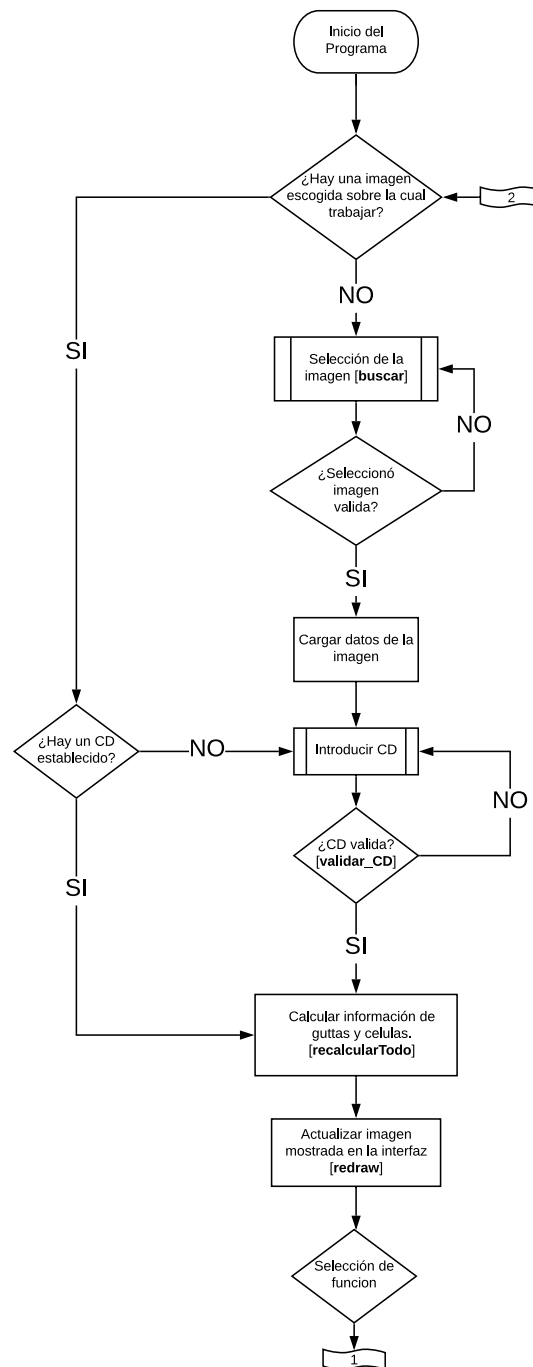 Inicio del
Programa
¿Hay una imagen
escogida sobre la cual
trabajar?
2
NO
SI
Selección de la
imagen [buscar]
NO
¿Seleccionó
imagen
valida?
SI
Cargar datos de la
imagen
¿Hay un CD
establecido?
NO
Introducir CD
NO
¿CD valida?
[validar_CD]
SI
SI
Calcular información de
guttas y celulas.
[recalcularTodo]
Actualizar imagen
mostrada en la interfaz
[redraw]
Selección de
funcion
1